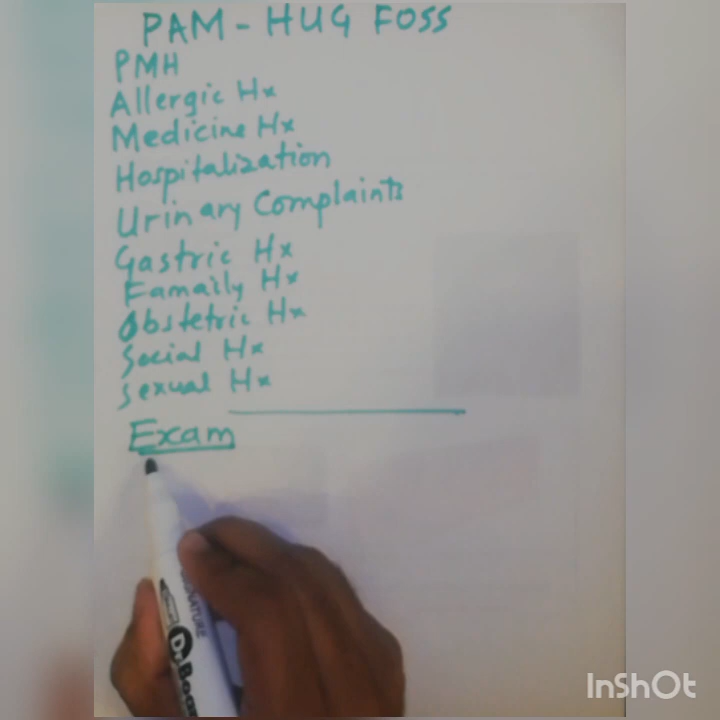 PAM - HUG FOSS
PMH
Allergic Hx
Medicine Hx
Hospitalization
Urinary Complaints
Gastric Hx
Famaily Hx
Obstetric Hx
Social Hx
Sexual Hx
Exam
InShOt